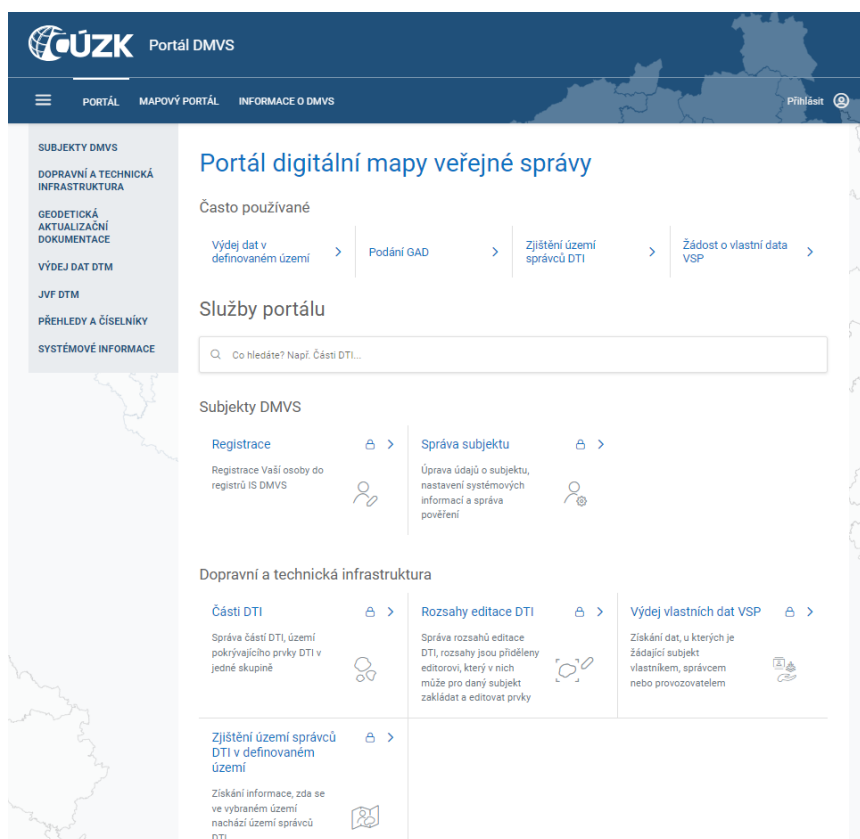 ČÚZK Portál DMVS
PORTÁL MAPOVÝ PORTÁL INFORMACE O DMVS Přihlásit
SUBJEKTY DMVS
DOPRAVNÍ A TECHNICKÁ
INFRASTRUKTURA
GEODETICKÁ
AKTUALIZAČNÍ
DOKUMENTACE
VÝDEJ DAT DTM
JVF DTM
PŘEHLEDY A ČÍSELNÍKY
SYSTÉMOVÉ INFORMACE
Portál digitální mapy veřejné správy
Často používané
Výdej dat v
definovaném území
Podání GAD
Zjištění území
správců DTI
Žádost o vlastní data
VSP
Služby portálu
Co hledáte? Např. Části DTI...
Subjekty DMVS
Registrace
Registrace Vaší osoby do
registrů IS DMVS
Správa subjektu
Úprava údajů o subjektu,
nastavení systémových
informací a správa
pověření
Dopravní a technická infrastruktura
Části DTI
Správa částí DTI, území
pokrývajícího prvky DTI v
jedné skupině
Rozsahy editace DTI
Správa rozsahů editace
DTI, rozsahy jsou přiděleny
editorovi, který v nich
může pro daný subjekt
zakládat a editovat prvky
Výdej vlastních dat VSP
Získání dat, u kterých je
žádající subjekt
vlastníkem, správcem
nebo provozovatelem
Zjištění území správců
DTI v definovaném
území
Získání informace, zda se
ve vybraném území
nachází území správců
DTI